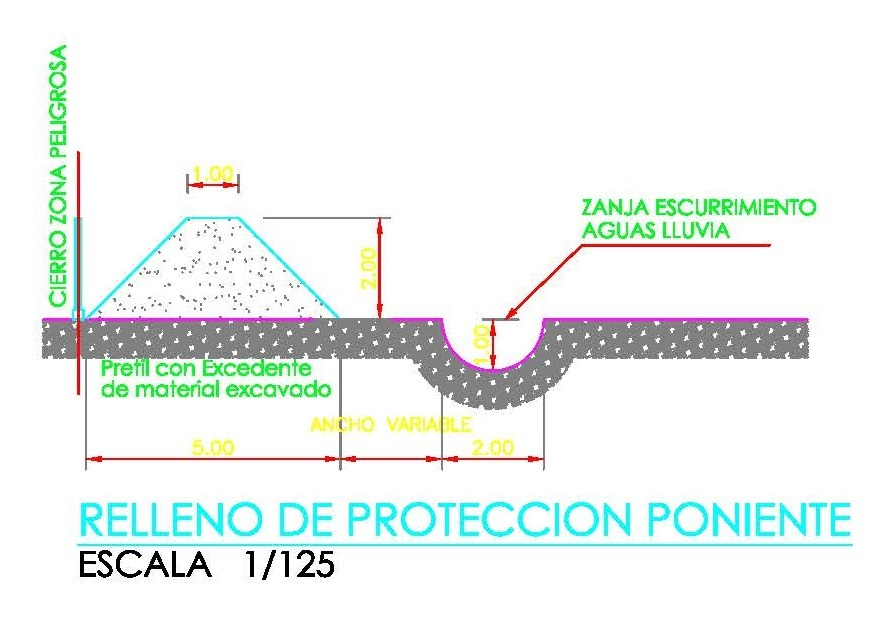 CIERRO ZONA PELIGROSA
1.00
ZANJA ESCURRIMIENTO
AGUAS LLUVIA
2.00
1.00
Pretil con Excedente
de material excavado
ANCHO VARIABLE
5.00
2.00
RELLENO DE PROTECCION PONIENTE
ESCALA 1/125